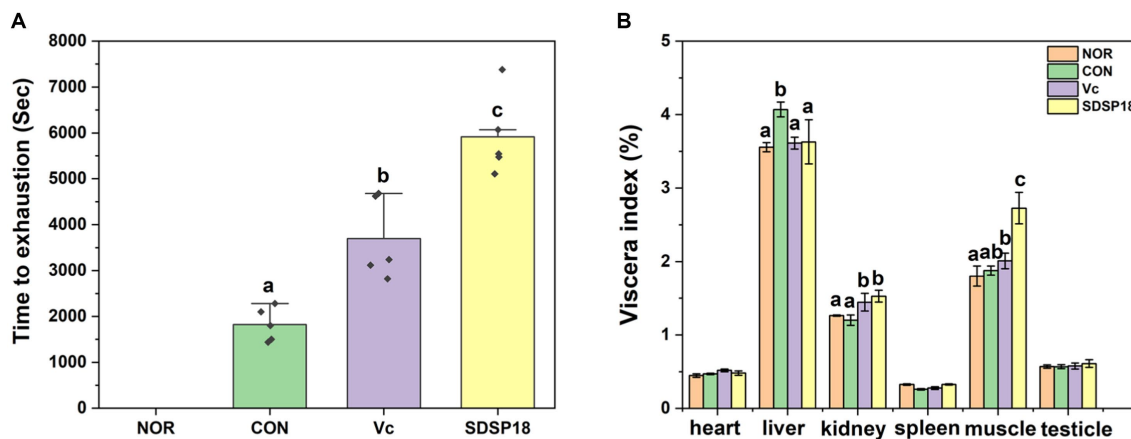 A
Time to exhaustion (Sec)
8000
7000
6000
5000
4000
3000
2000
1000
0
a
b
c
NOR
CON
Vc
SDSP18
B
Viscera index (%)
5
4
3
2
1
0
NOR
CON
Vc
SDSP18
a
b
a
a
a
a
b
b
a
ab
b
c
heart
liver
kidney
spleen
muscle
testicle